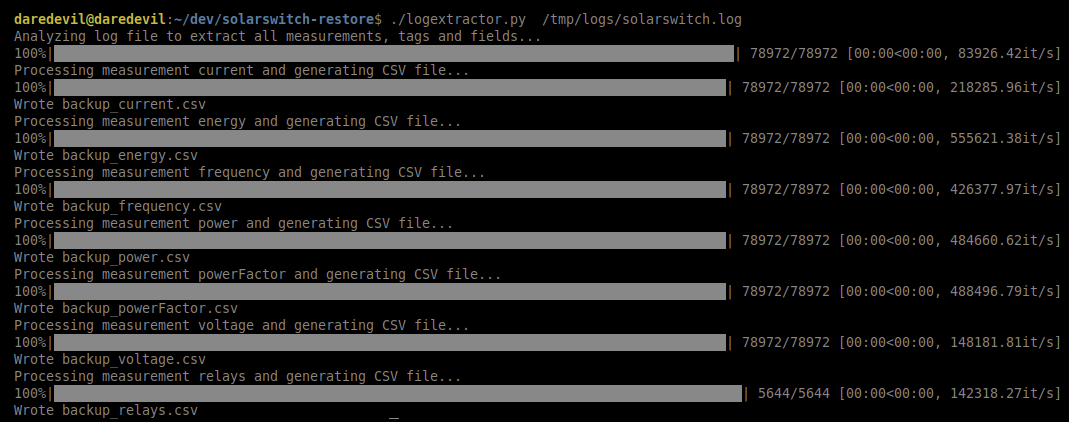 daredevil@daredevil:~/dev/solarswitch-restore$ ./logextractor.py  /tmp/logs/solarswitch.log
Analyzing log file to extract all measurements, tags and fields...
100%| | 78972/78972 [00:00<00:00, 83926.42it/s]
Processing measurement current and generating CSV file...
100%| | 78972/78972 [00:00<00:00, 218285.96it/s]
Wrote backup_current.csv
Processing measurement energy and generating CSV file...
100%| | 78972/78972 [00:00<00:00, 555621.38it/s]
Wrote backup_energy.csv
Processing measurement frequency and generating CSV file...
100%| | 78972/78972 [00:00<00:00, 426377.97it/s]
Wrote backup_frequency.csv
Processing measurement power and generating CSV file...
100%| | 78972/78972 [00:00<00:00, 484660.62it/s]
Wrote backup_power.csv
Processing measurement powerFactor and generating CSV file...
100%| | 78972/78972 [00:00<00:00, 488496.79it/s]
Wrote backup_powerFactor.csv
Processing measurement voltage and generating CSV file...
100%| | 78972/78972 [00:00<00:00, 148181.81it/s]
Wrote backup_voltage.csv
Processing measurement relays and generating CSV file...
100%| | 5644/5644 [00:00<00:00, 142318.27it/s]
Wrote backup_relays.csv